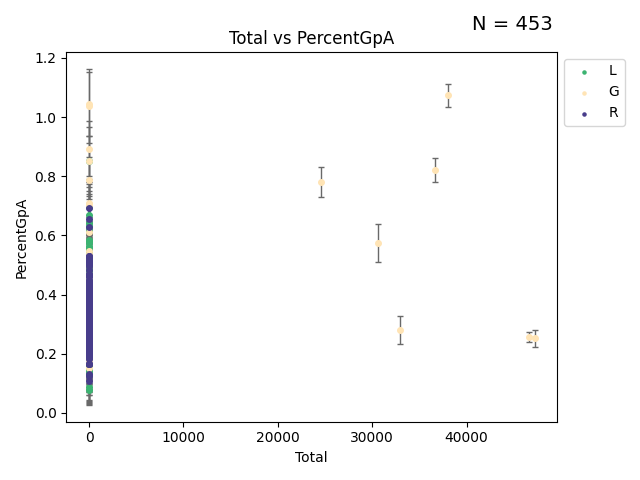 N = 453
Total vs PercentGpA
L
G
R
PercentGpA
1.2
1.0
0.8
0.6
0.4
0.2
0.0
0 10000 20000 30000 40000
Total